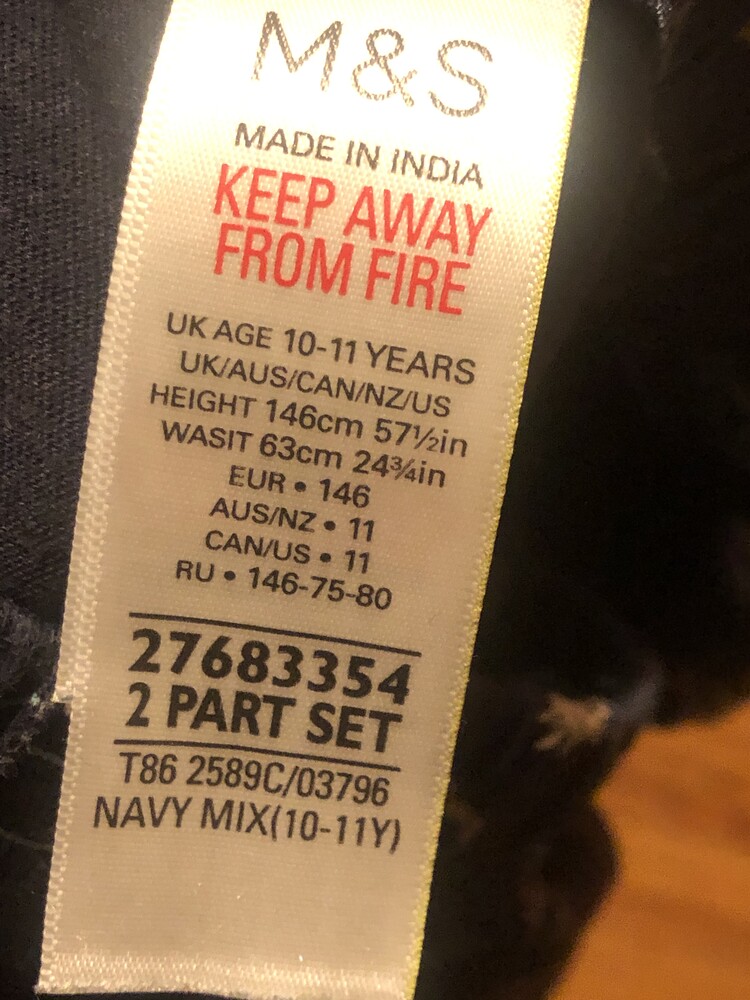 M&S
MADE IN INDIA
KEEP AWAY
FROM FIRE
UK AGE 10-11 YEARS
UK/AUS/CAN/NZ/US
HEIGHT 146cm 57½in
WASIT 63cm 24¾in
EUR • 146
AUS/NZ • 11
CAN/US • 11
RU • 146-75-80
27683354
2 PART SET
T86 2589C/03796
NAVY MIX(10-11Y)